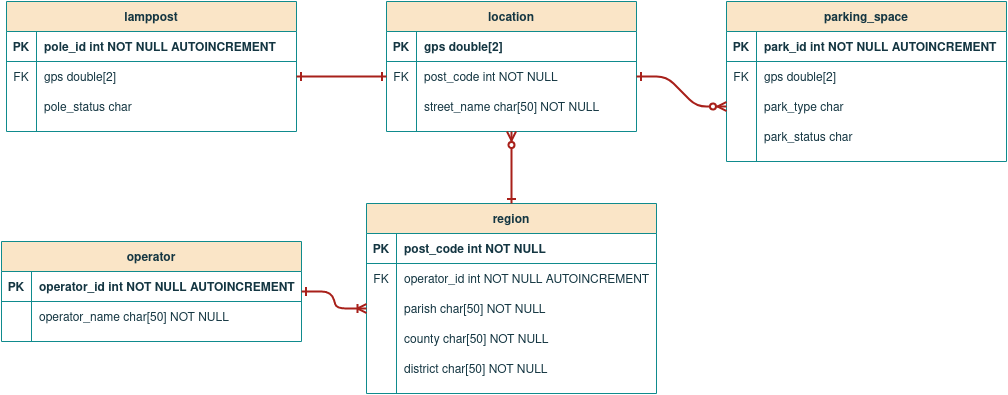 lamppost
PK pole_id int NOT NULL AUTOINCREMENT
FK gps double[2]
pole_status char
location
PK gps double[2]
FK post_code int NOT NULL
street_name char[50] NOT NULL
parking_space
PK park_id int NOT NULL AUTOINCREMENT
FK gps double[2]
park_type char
park_status char
operator
PK operator_id int NOT NULL AUTOINCREMENT
operator_name char[50] NOT NULL
region
PK post_code int NOT NULL
FK operator_id int NOT NULL AUTOINCREMENT
parish char[50] NOT NULL
county char[50] NOT NULL
district char[50] NOT NULL